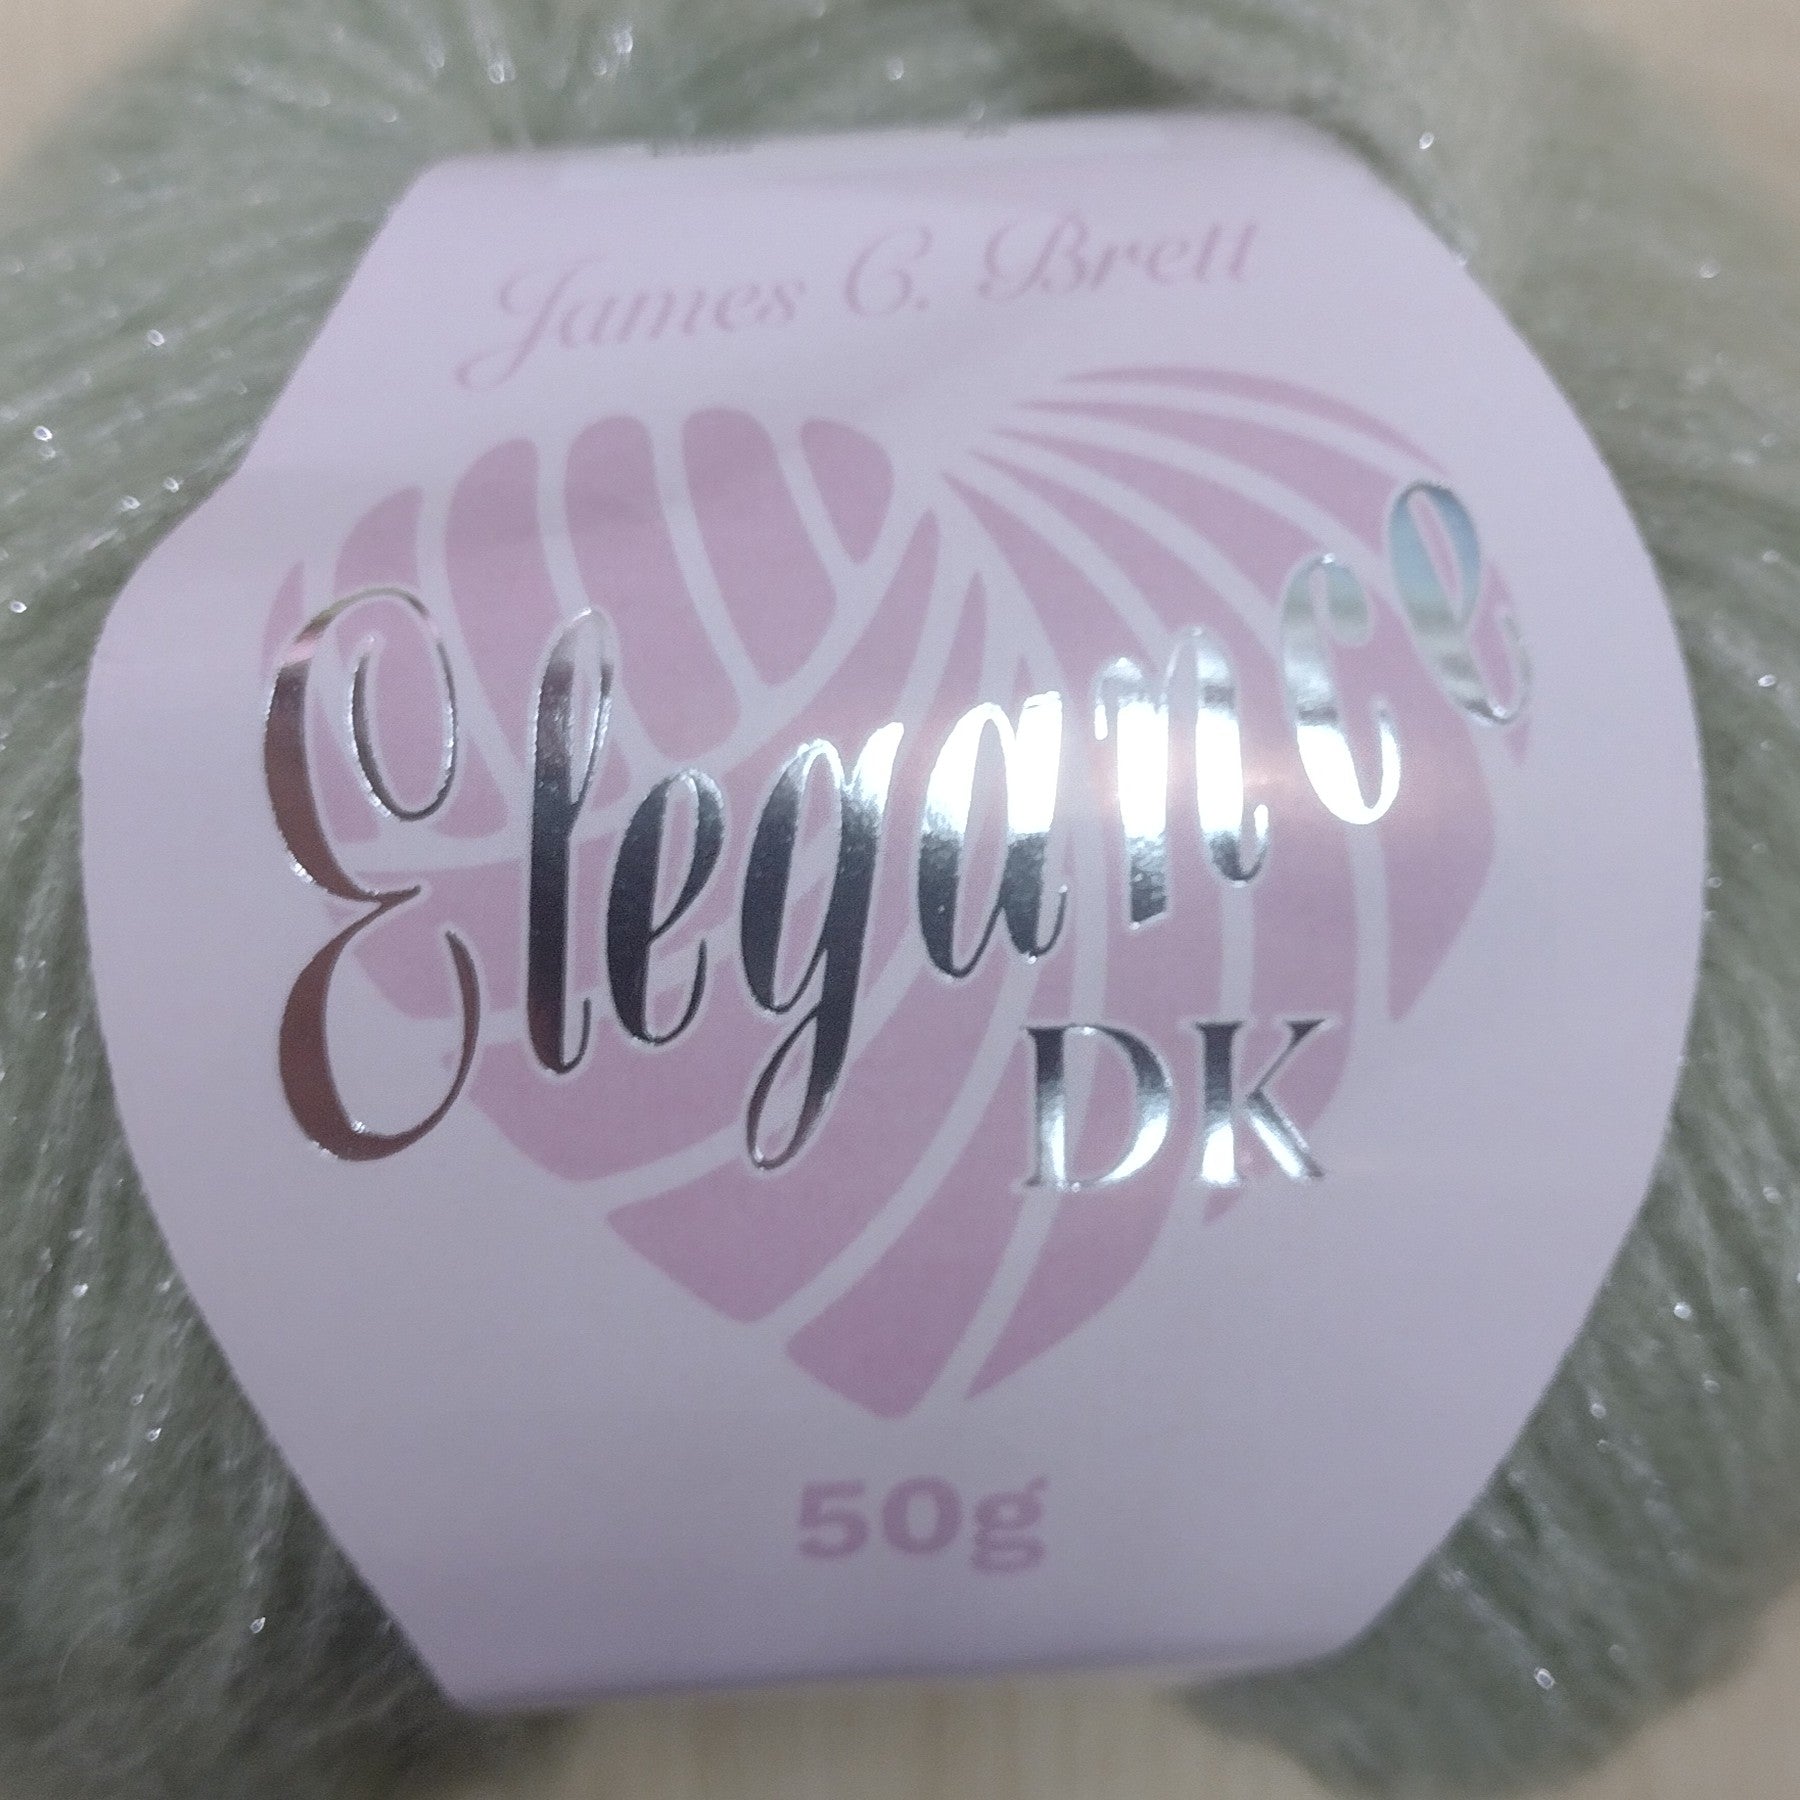 James C. Brett
Elegance
DK
50g